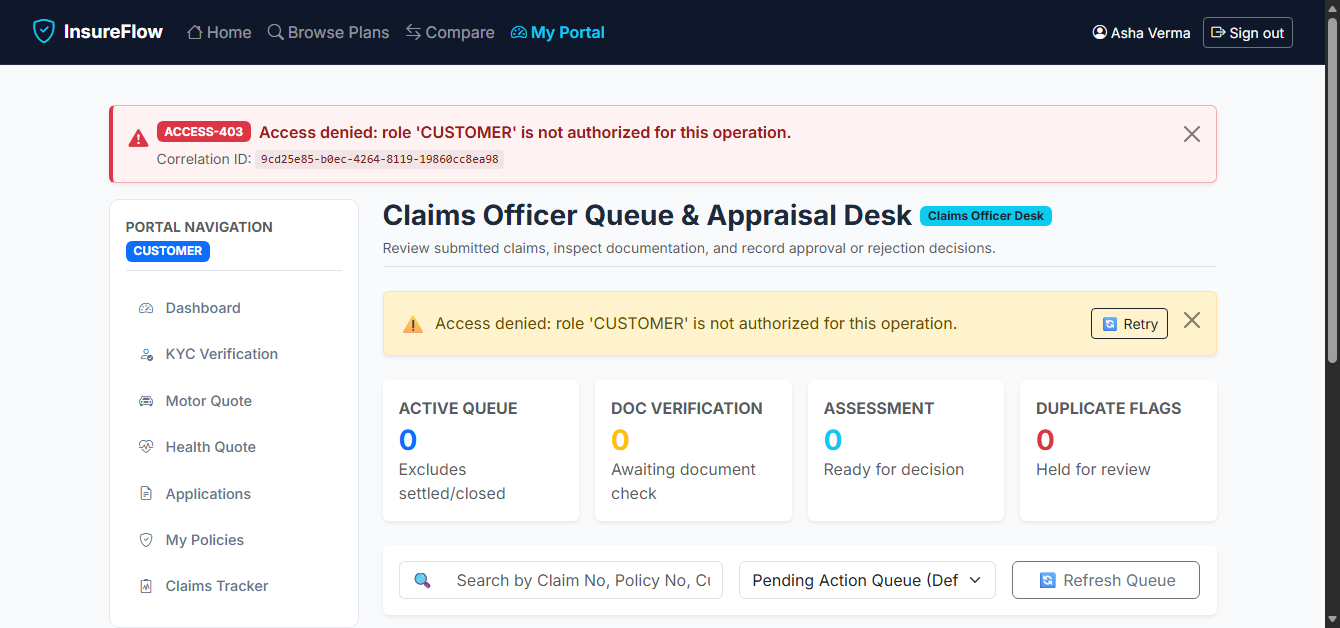 InsureFlow
Home
Browse Plans
Compare
My Portal
Asha Verma
Sign out
ACCESS-403 Access denied: role 'CUSTOMER' is not authorized for this operation.
Correlation ID: 9cd25e85-b0ec-4264-8119-19860cc8ea98
PORTAL NAVIGATION
CUSTOMER
Dashboard
KYC Verification
Motor Quote
Health Quote
Applications
My Policies
Claims Tracker
Claims Officer Queue & Appraisal Desk Claims Officer Desk
Review submitted claims, inspect documentation, and record approval or rejection decisions.
Access denied: role 'CUSTOMER' is not authorized for this operation.
Retry
ACTIVE QUEUE
0
Excludes
settled/closed
DOC VERIFICATION
0
Awaiting document
check
ASSESSMENT
0
Ready for decision
DUPLICATE FLAGS
0
Held for review
Search by Claim No, Policy No, Cu
Pending Action Queue (Def
Refresh Queue